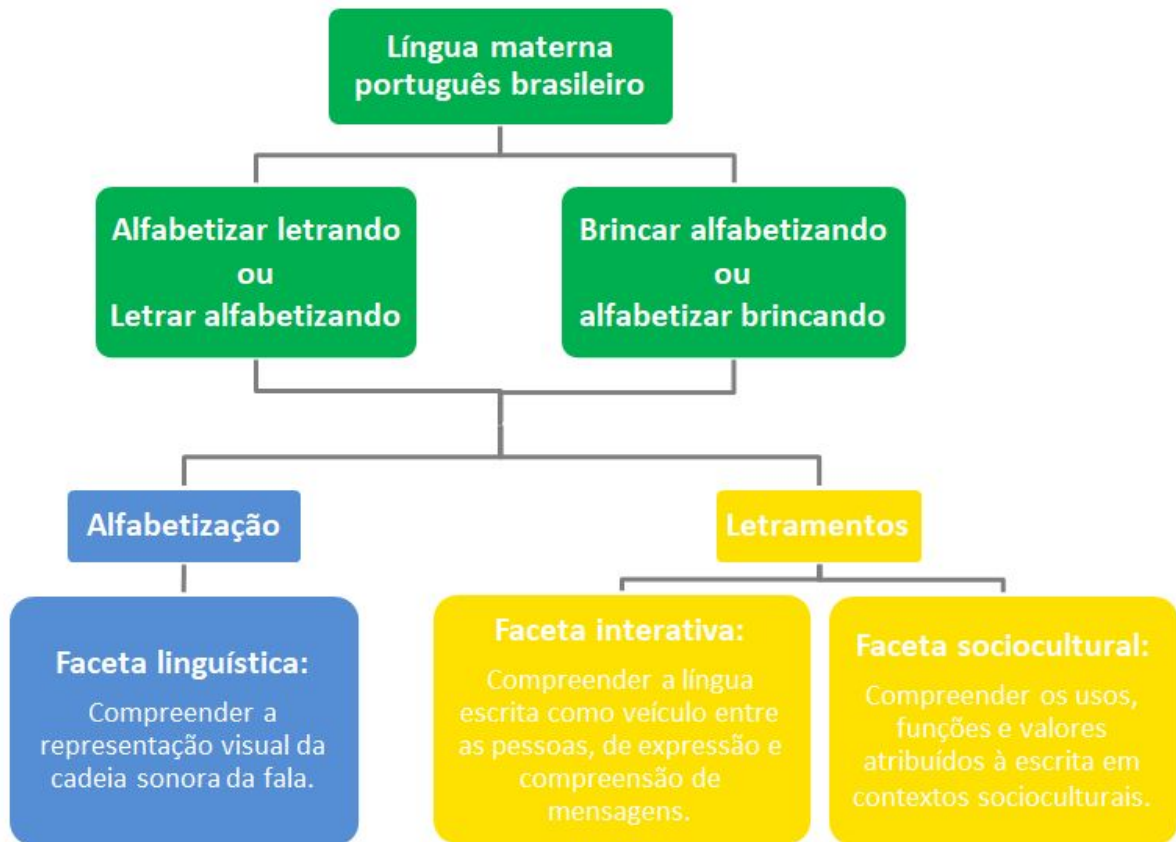 Língua materna
português brasileiro
Alfabetizar letrando
ou
Letrar alfabetizando
Brincar alfabetizando
ou
alfabetizar brincando
Alfabetização
Letramentos
Faceta linguística:
Compreender a
representação visual da
cadeia sonora da fala.
Faceta interativa:
Compreender a língua
escrita como veículo entre
as pessoas, de expressão e
compreensão de
mensagens.
Faceta sociocultural:
Compreender os usos,
funções e valores
atribuídos à escrita em
contextos socioculturais.